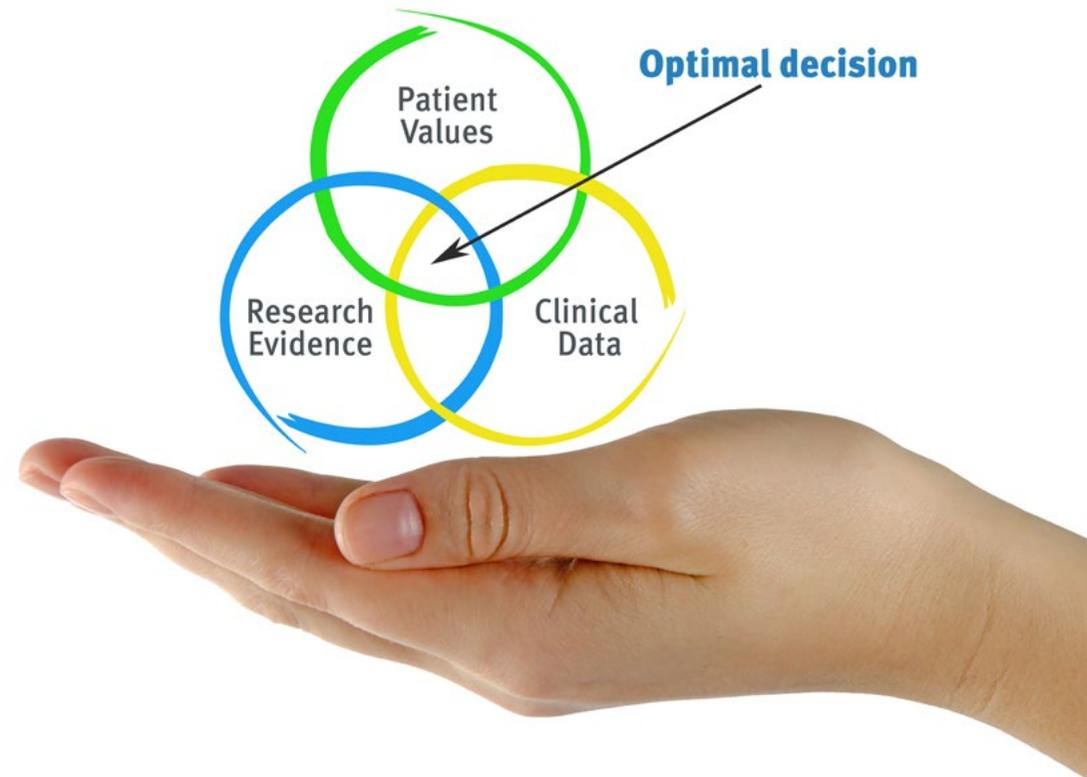 Optimal decision
Patient
Values
Research
Evidence
Clinical
Data